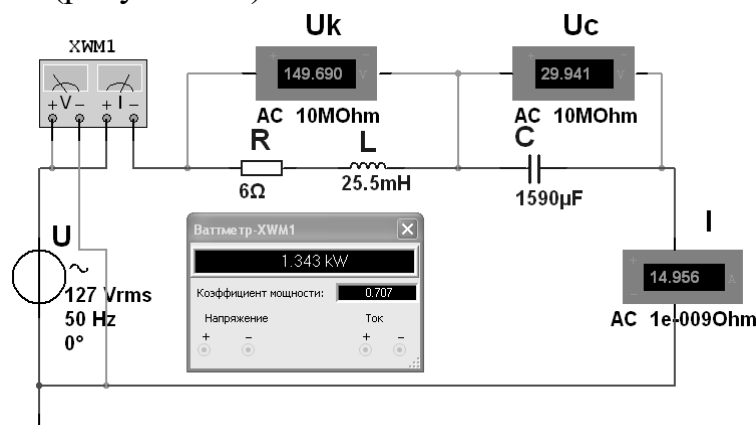 Uk
Uc
XWM1
+V- +I-
149.690 V
29.941 V
AC 10MOhm
AC 10MOhm
R
L
C
6Ω
25.5mH
1590µF
U
127 Vrms
50 Hz
0°
Ваттметр-XWM1
1.343 kW
Коэффициент мощности: 0.707
Напряжение Ток
+ - + -
I
14.956 A
AC 1e-009Ohm